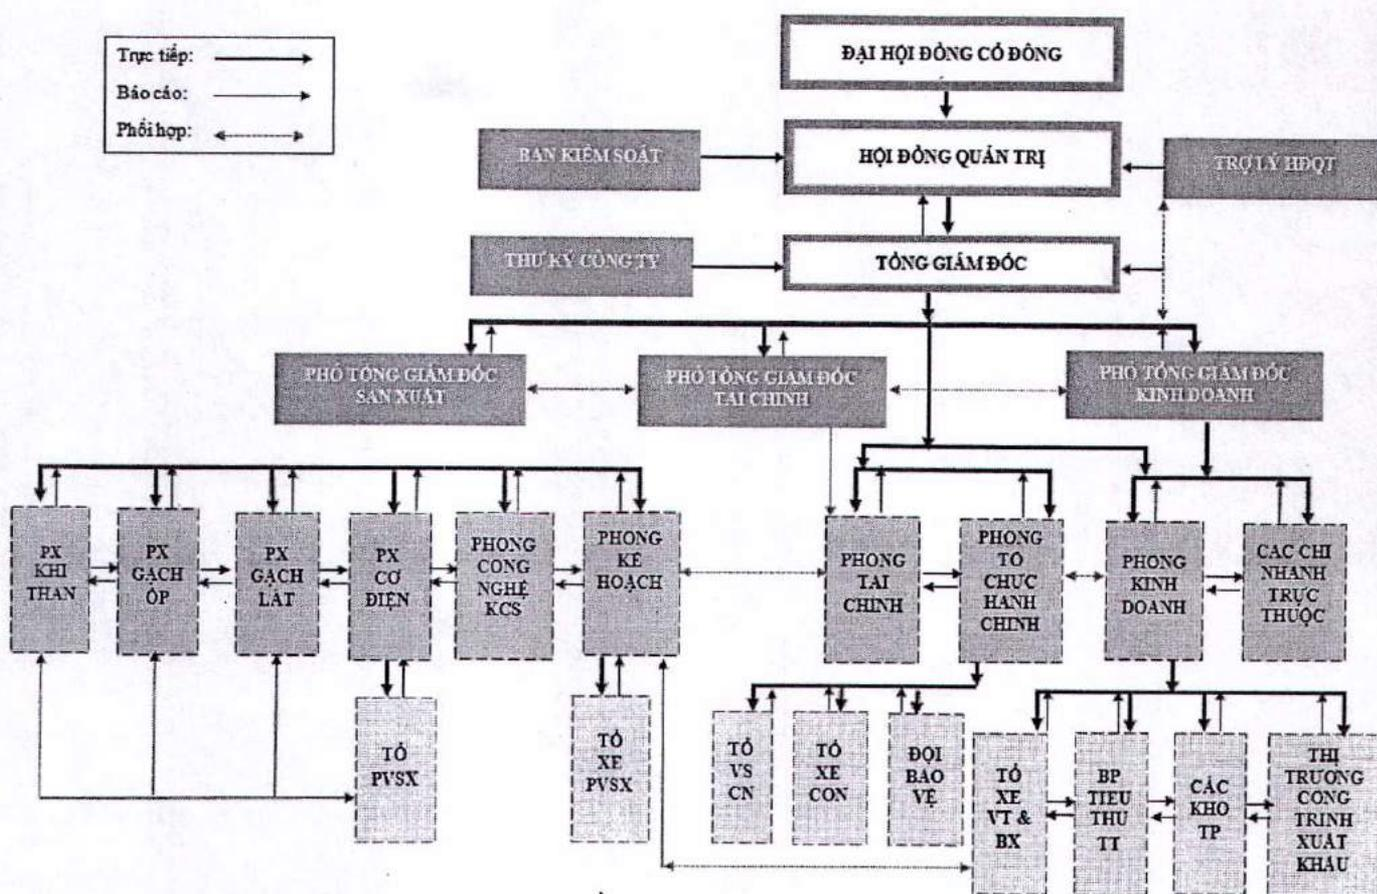 Trực tiếp:
Báo cáo:
Phối hợp:
ĐẠI HỘI ĐỒNG CỔ ĐÔNG
BAN KIỂM SOÁT
HỘI ĐỒNG QUẢN TRỊ
TRỢ LÝ HĐQT
THƯ KÝ CÔNG TY
TỔNG GIÁM ĐỐC
PHÓ TỔNG GIÁM ĐỐC
SẢN XUẤT
PHÓ TỔNG GIÁM ĐỐC
TÀI CHÍNH
PHÓ TỔNG GIÁM ĐỐC
KINH DOANH
PX
KHÍ
THAN
PX
GẠCH
ỐP
PX
GẠCH
LÁT
PX
CƠ
ĐIỆN
PHÒNG
CÔNG
NGHỆ
KCS
PHÒNG
KẾ
HOẠCH
PHÒNG
TÀI
CHÍNH
PHÒNG
TỔ
CHỨC
HÀNH
CHÍNH
PHÒNG
KINH
DOANH
CÁC CHI
NHÁNH
TRỰC
THUỘC
TỔ
PVSX
TỔ
XE
PVSX
TỔ
VS
CN
TỔ
XE
CON
ĐỘI
BẢO
VỆ
TỔ
XE
VT &
BX
BP
TIÊU
THỤ
TT
CÁC
KHO
TP
THỊ
TRƯỜNG
CÔNG
TRÌNH
XUẤT
KHẨU